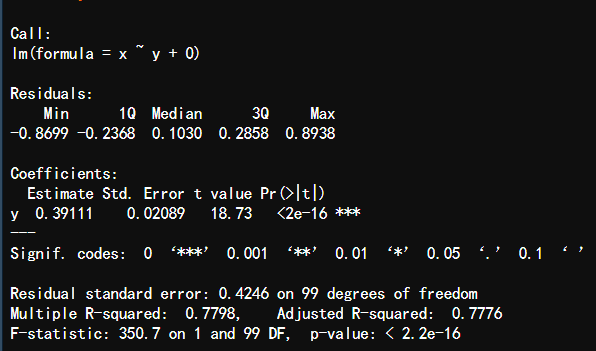 Call:
lm(formula = x ~ y + 0)
Residuals:
Min 1Q Median 3Q Max
-0.8699 -0.2368 0.1030 0.2858 0.8938
Coefficients:
Estimate Std. Error t value Pr(>|t|)
y 0.39111 0.02089 18.73 <2e-16 ***
---
Signif. codes: 0 ‘***’ 0.001 ‘**’ 0.01 ‘*’ 0.05 ‘.’ 0.1 ‘ ’
Residual standard error: 0.4246 on 99 degrees of freedom
Multiple R-squared: 0.7798, Adjusted R-squared: 0.7776
F-statistic: 350.7 on 1 and 99 DF, p-value: < 2.2e-16